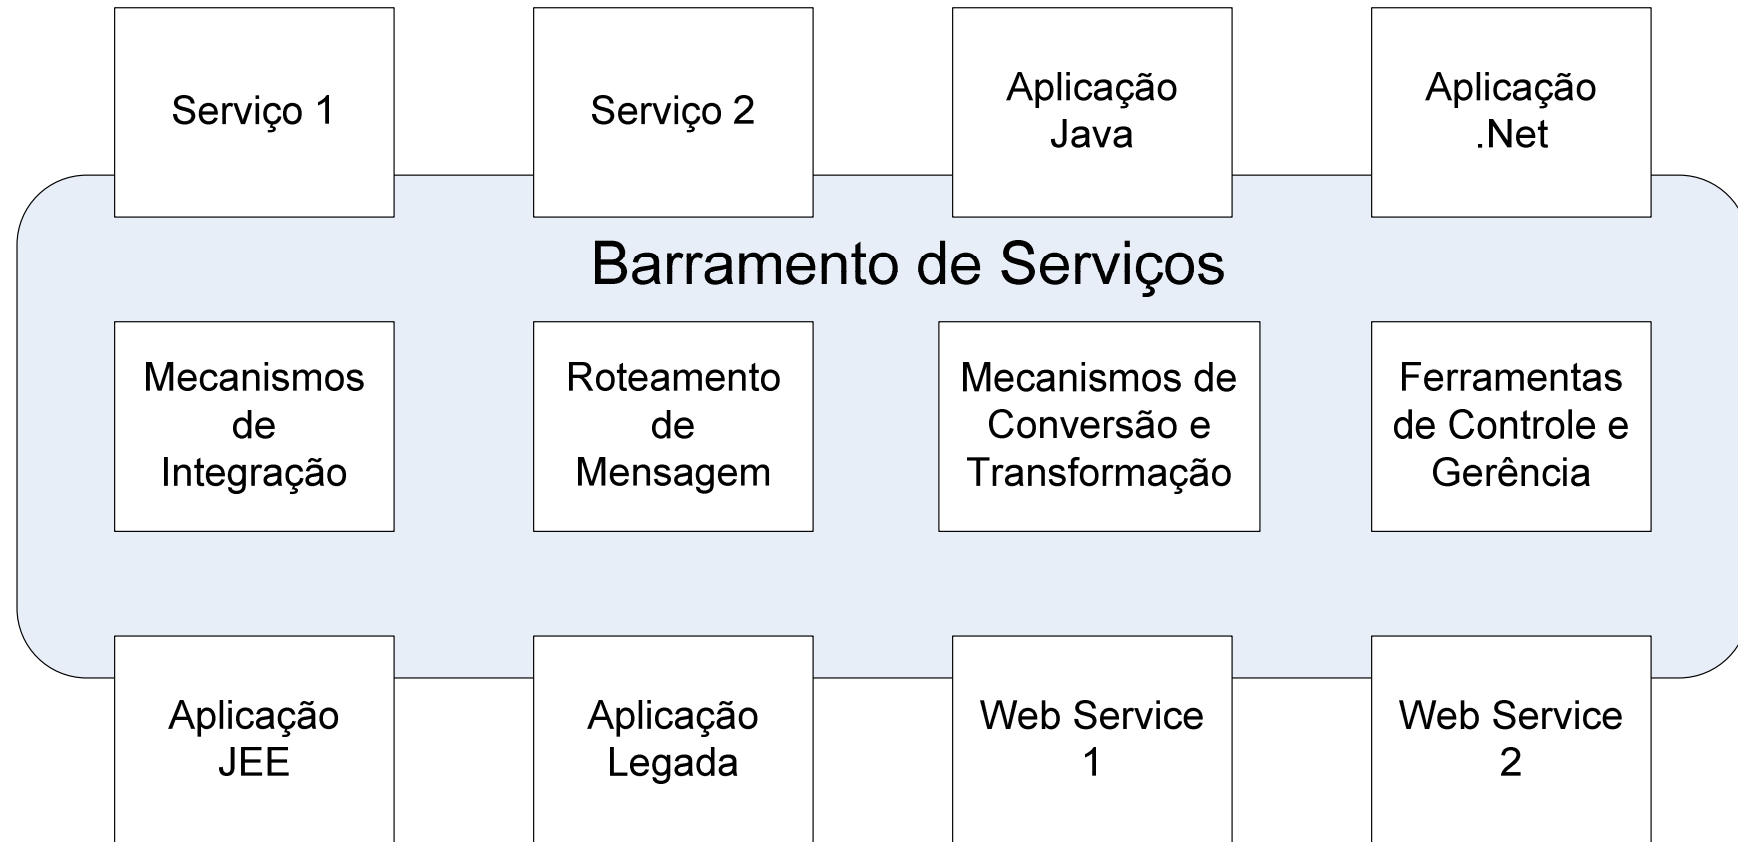 Serviço 1
Serviço 2
Aplicação
Java
Aplicação
.Net
Barramento de Serviços
Mecanismos
de
Integração
Roteamento
de
Mensagem
Mecanismos de
Conversão e
Transformação
Ferramentas
de Controle e
Gerência
Aplicação
JEE
Aplicação
Legada
Web Service
1
Web Service
2